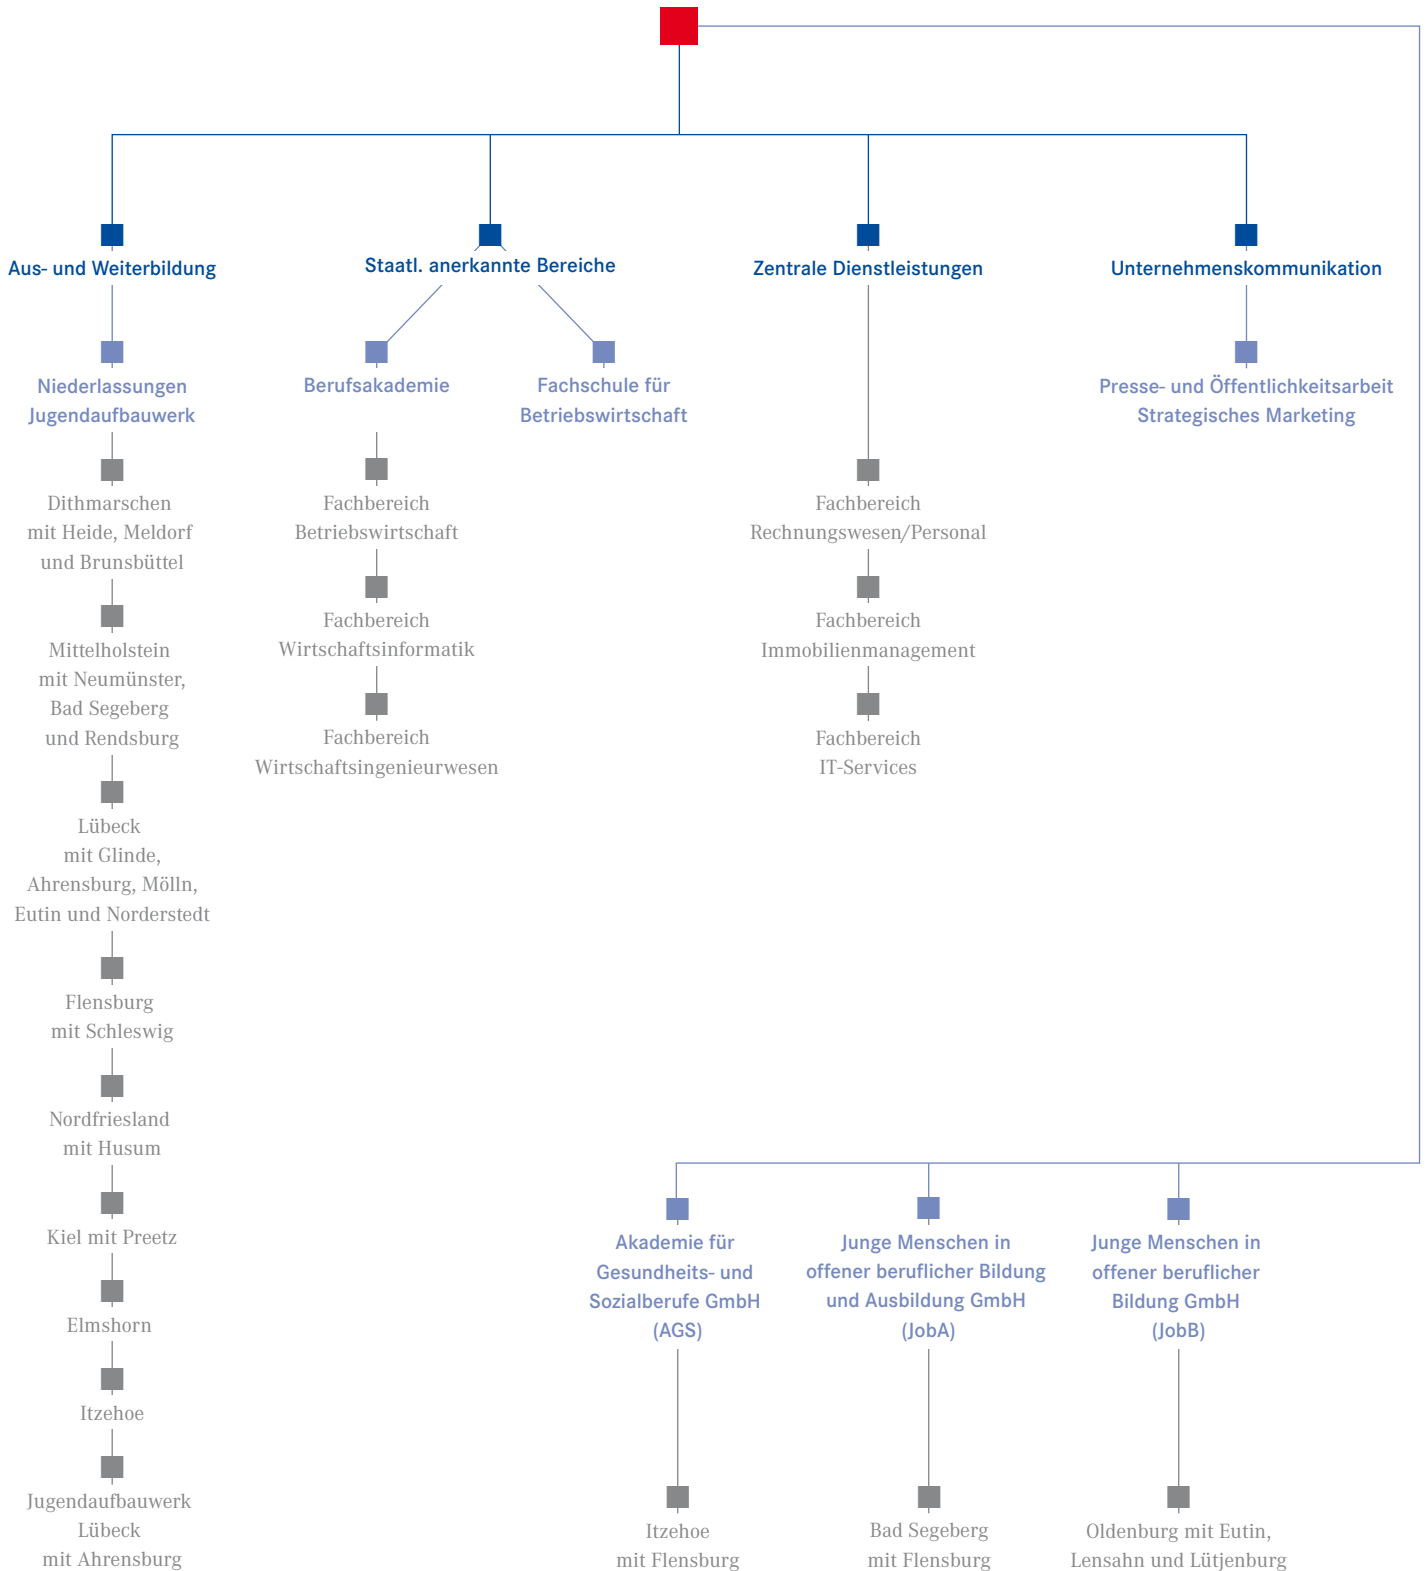 Aus- und Weiterbildung
Staatl. anerkannte Bereiche
Zentrale Dienstleistungen
Unternehmenskommunikation
Niederlassungen
Jugendaufbauwerk
Berufsakademie
Fachschule für
Betriebswirtschaft
Presse- und Öffentlichkeitsarbeit
Strategisches Marketing
Dithmarschen
mit Heide, Meldorf
und Brunsbüttel
Mittelholstein
mit Neumünster,
Bad Segeberg
und Rendsburg
Lübeck
mit Glinde,
Ahrensburg, Mölln,
Eutin und Norderstedt
Flensburg
mit Schleswig
Nordfriesland
mit Husum
Kiel mit Preetz
Elmshorn
Itzehoe
Jugendaufbauwerk
Lübeck
mit Ahrensburg
Fachbereich
Betriebswirtschaft
Fachbereich
Wirtschaftsinformatik
Fachbereich
Wirtschaftsingenieurwesen
Fachbereich
Rechnungswesen/Personal
Fachbereich
Immobilienmanagement
Fachbereich
IT-Services
Akademie für
Gesundheits- und
Sozialberufe GmbH
(AGS)
Itzehoe
mit Flensburg
Junge Menschen in
offener beruflicher Bildung
und Ausbildung GmbH
(JobA)
Bad Segeberg
mit Flensburg
Junge Menschen in
offener beruflicher
Bildung GmbH
(JobB)
Oldenburg mit Eutin,
Lensahn und Lütjenburg